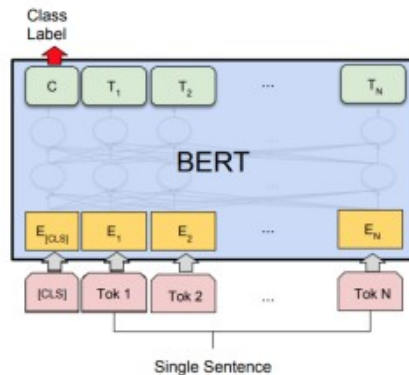 Class
Label
C T1 T2 ... TN
BERT
E[CLS] E1 E2 ... EN
[CLS] Tok 1 Tok 2 ... Tok N
Single Sentence